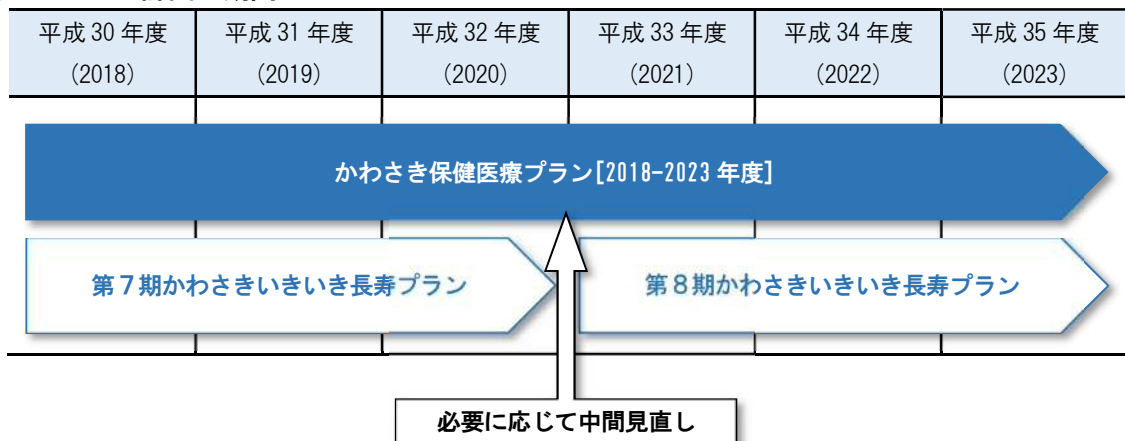 平成 30 年度 平成 31 年度 平成 32 年度 平成 33 年度 平成 34 年度 平成 35 年度
（2018） （2019） （2020） （2021） （2022） （2023）
かわさき保健医療プラン[2018-2023 年度]
第７期かわさきいきいき長寿プラン 第８期かわさきいきいき長寿プラン
必要に応じて中間見直し